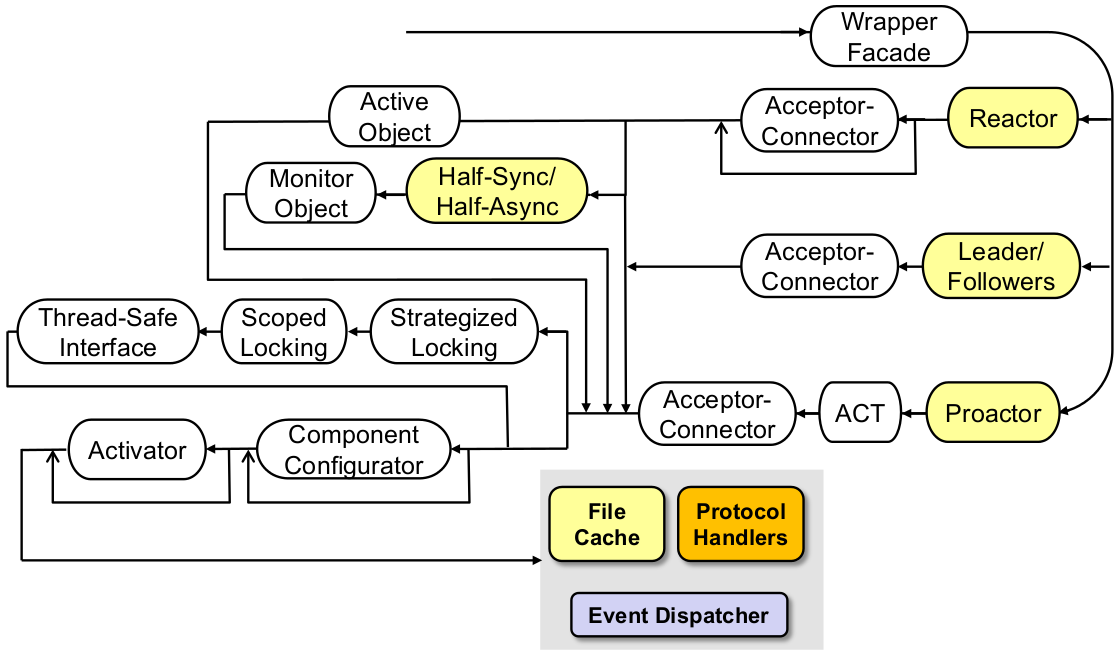 Wrapper
Facade
Active
Object
Acceptor-
Connector
Reactor
Monitor
Object
Half-Sync/
Half-Async
Acceptor-
Connector
Leader/
Followers
Thread-Safe
Interface
Scoped
Locking
Strategized
Locking
Acceptor-
Connector
ACT
Proactor
Activator
Component
Configurator
File
Cache
Protocol
Handlers
Event Dispatcher